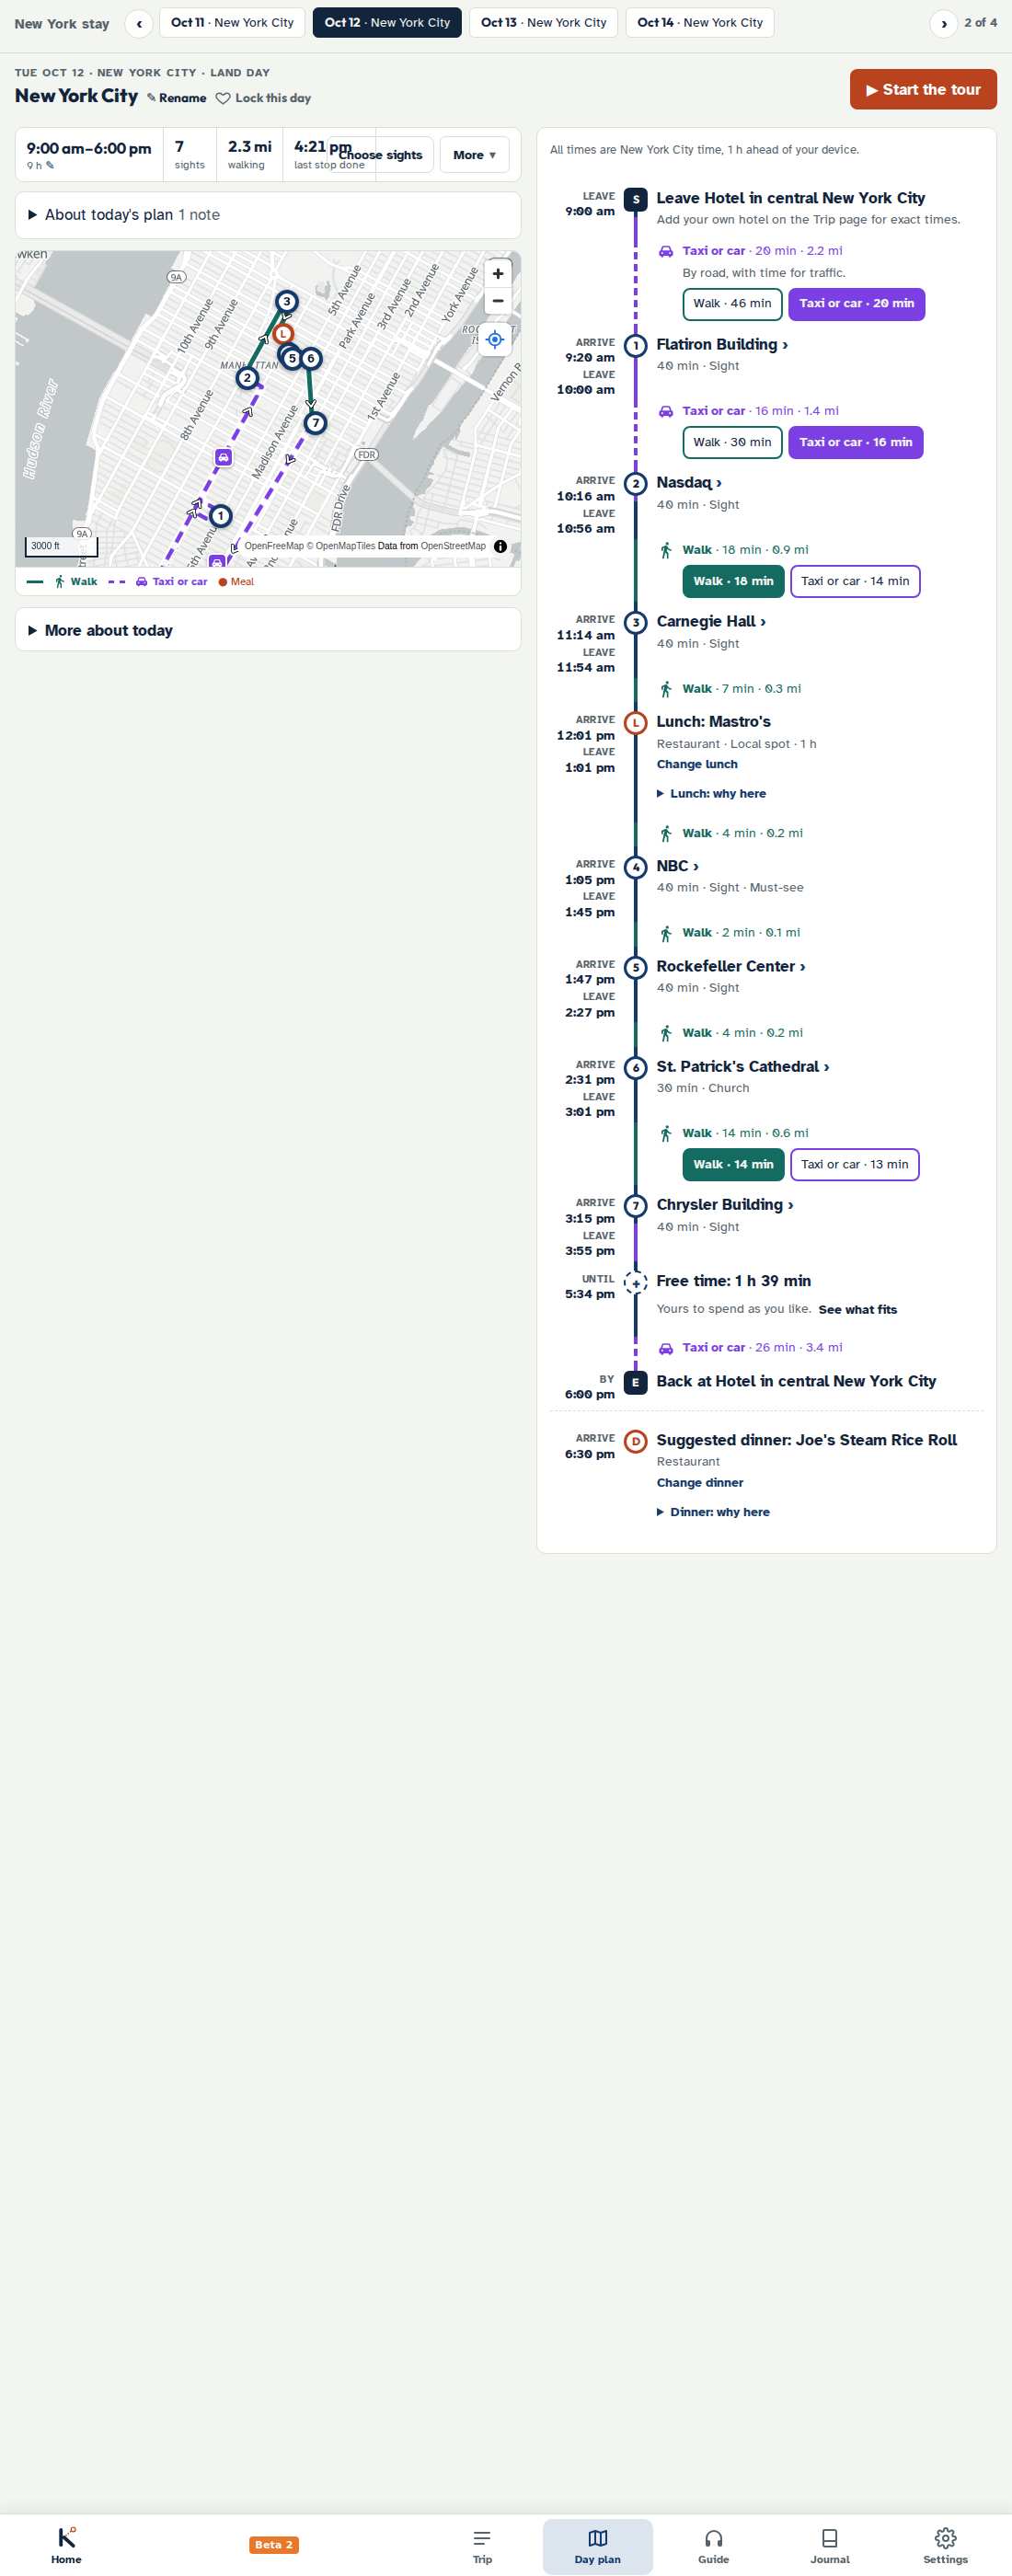 New York stay
‹
Oct 11 · New York City
Oct 12 · New York City
Oct 13 · New York City
Oct 14 · New York City
›
2 of 4
TUE OCT 12 · NEW YORK CITY · LAND DAY
New York City
✎ Rename
Lock this day
▶ Start the tour
9:00 am–6:00 pm
9 h ✎
7
sights
2.3 mi
walking
4:21 pm
last stop done
Choose sights
More ▾
▶ About today's plan 1 note
wken
9A
10th Avenue
9th Avenue
5th Avenue
Park Avenue
3rd Avenue
2nd Avenue
York Avenue
MANHATTAN
8th Avenue
Madison Avenue
1st Avenue
Hudson River
FDR
FDR Drive
9A
3
L
5
6
2
7
1
+
−
3000 ft
OpenFreeMap © OpenMapTiles Data from OpenStreetMap
Walk
Taxi or car
Meal
▶ More about today
All times are New York City time, 1 h ahead of your device.
LEAVE
9:00 am
S
Leave Hotel in central New York City
Add your own hotel on the Trip page for exact times.
Taxi or car · 20 min · 2.2 mi
By road, with time for traffic.
Walk · 46 min
Taxi or car · 20 min
ARRIVE
9:20 am
LEAVE
10:00 am
1
Flatiron Building ›
40 min · Sight
Taxi or car · 16 min · 1.4 mi
Walk · 30 min
Taxi or car · 16 min
ARRIVE
10:16 am
LEAVE
10:56 am
2
Nasdaq ›
40 min · Sight
Walk · 18 min · 0.9 mi
Walk · 18 min
Taxi or car · 14 min
ARRIVE
11:14 am
LEAVE
11:54 am
3
Carnegie Hall ›
40 min · Sight
Walk · 7 min · 0.3 mi
ARRIVE
12:01 pm
LEAVE
1:01 pm
L
Lunch: Mastro's
Restaurant · Local spot · 1 h
Change lunch
▶ Lunch: why here
Walk · 4 min · 0.2 mi
ARRIVE
1:05 pm
LEAVE
1:45 pm
4
NBC ›
40 min · Sight · Must-see
Walk · 2 min · 0.1 mi
ARRIVE
1:47 pm
LEAVE
2:27 pm
5
Rockefeller Center ›
40 min · Sight
Walk · 4 min · 0.2 mi
ARRIVE
2:31 pm
LEAVE
3:01 pm
6
St. Patrick's Cathedral ›
30 min · Church
Walk · 14 min · 0.6 mi
Walk · 14 min
Taxi or car · 13 min
ARRIVE
3:15 pm
LEAVE
3:55 pm
7
Chrysler Building ›
40 min · Sight
UNTIL
5:34 pm
+
Free time: 1 h 39 min
Yours to spend as you like. See what fits
Taxi or car · 26 min · 3.4 mi
BY
6:00 pm
E
Back at Hotel in central New York City
ARRIVE
6:30 pm
D
Suggested dinner: Joe's Steam Rice Roll
Restaurant
Change dinner
▶ Dinner: why here
Home
Beta 2
Trip
Day plan
Guide
Journal
Settings